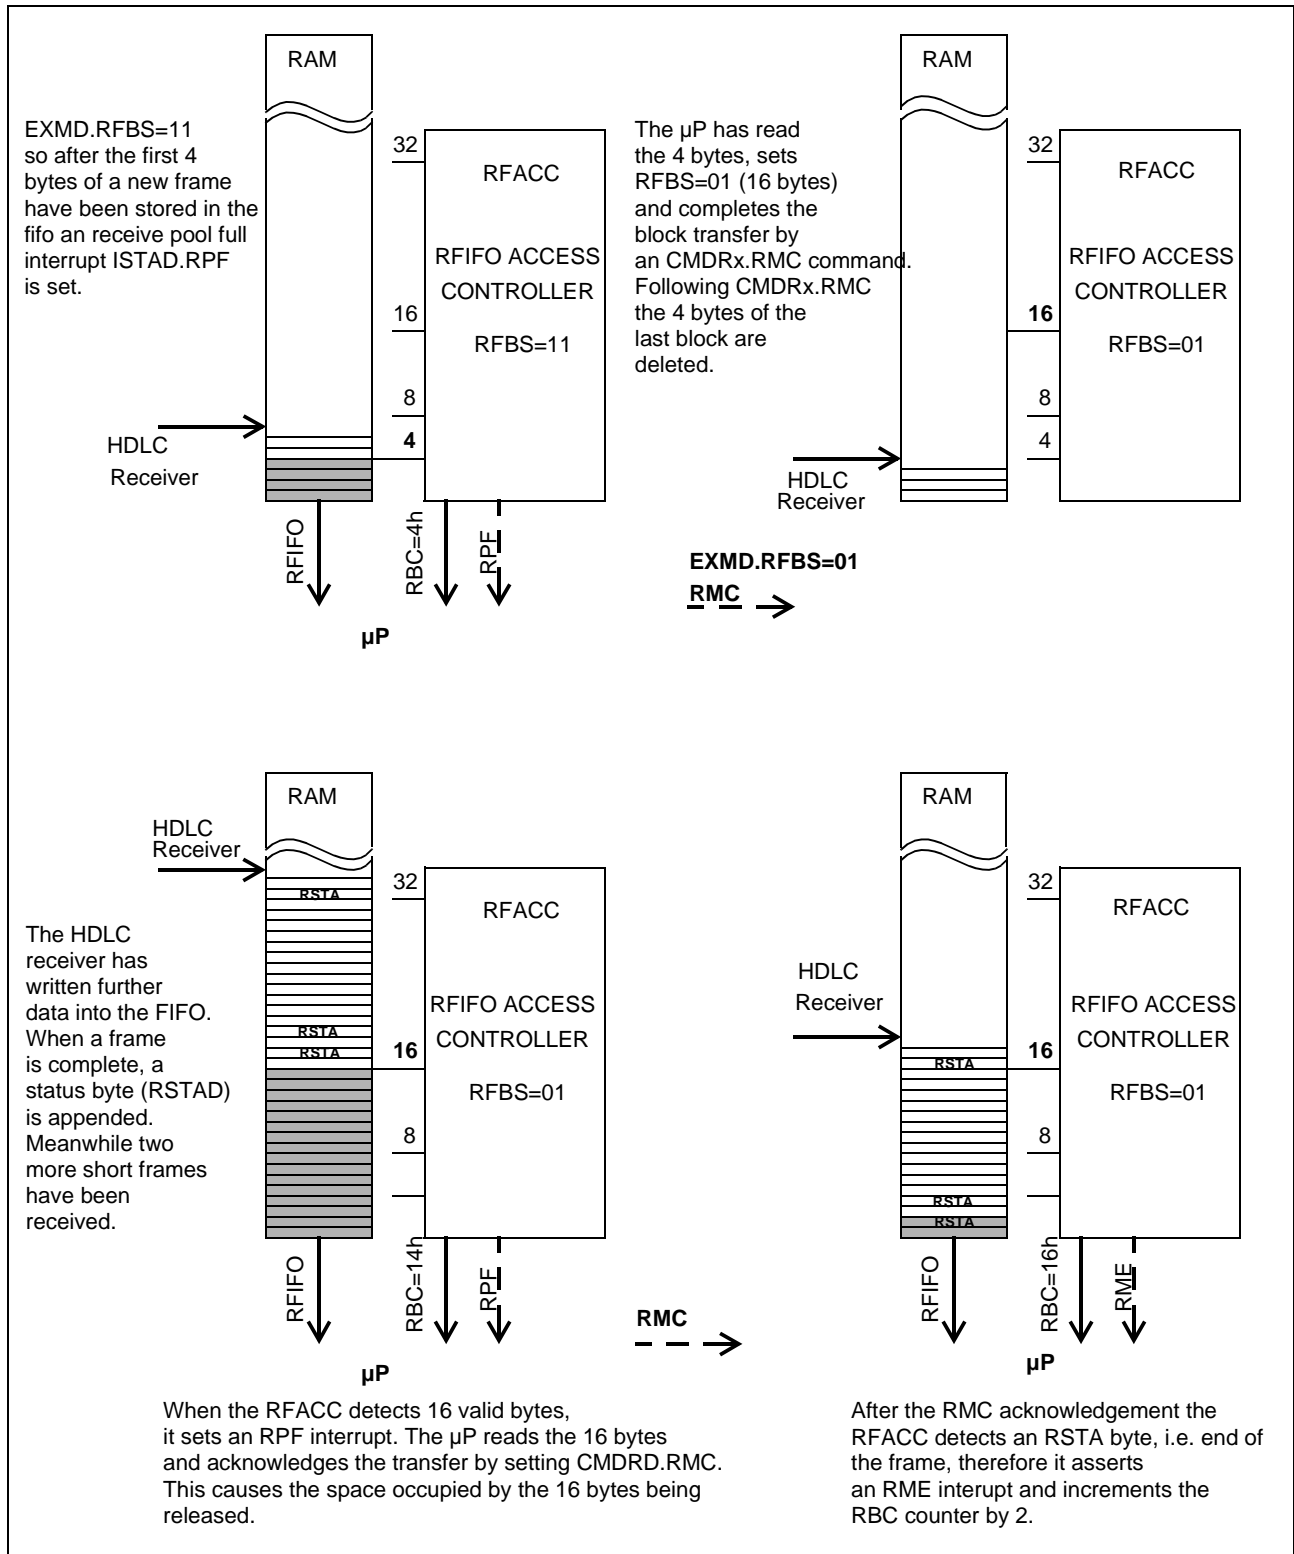 RAM
EXMD.RFBS=11
so after the first 4
bytes of a new frame
have been stored in the
fifo an receive pool full
interrupt ISTAD.RPF
is set.
32
RFACC
RFIFO ACCESS
CONTROLLER
16
RFBS=11
8
4
HDLC
Receiver
RFIFO
RBC=4h
RPF
µP
RAM
The µP has read
the 4 bytes, sets
RFBS=01 (16 bytes)
and completes the
block transfer by
an CMDRx.RMC command.
Following CMDRx.RMC
the 4 bytes of the
last block are
deleted.
32
RFACC
RFIFO ACCESS
CONTROLLER
16
RFBS=01
8
4
HDLC
Receiver
EXMD.RFBS=01
RMC
RAM
HDLC
Receiver
RSTA
32
RFACC
The HDLC
receiver has
written further
data into the FIFO.
When a frame
is complete, a
status byte (RSTAD)
is appended.
Meanwhile two
more short frames
have been
received.
RFIFO ACCESS
CONTROLLER
RSTA
RSTA
16
RFBS=01
8
RFIFO
RBC=14h
RPF
µP
When the RFACC detects 16 valid bytes,
it sets an RPF interrupt. The µP reads the 16 bytes
and acknowledges the transfer by setting CMDRD.RMC.
This causes the space occupied by the 16 bytes being
released.
RMC
RAM
32
RFACC
HDLC
Receiver
RFIFO ACCESS
CONTROLLER
16
RSTA
RFBS=01
8
RSTA
RSTA
RFIFO
RBC=16h
RME
µP
After the RMC acknowledgement the
RFACC detects an RSTA byte, i.e. end of
the frame, therefore it asserts
an RME interupt and increments the
RBC counter by 2.